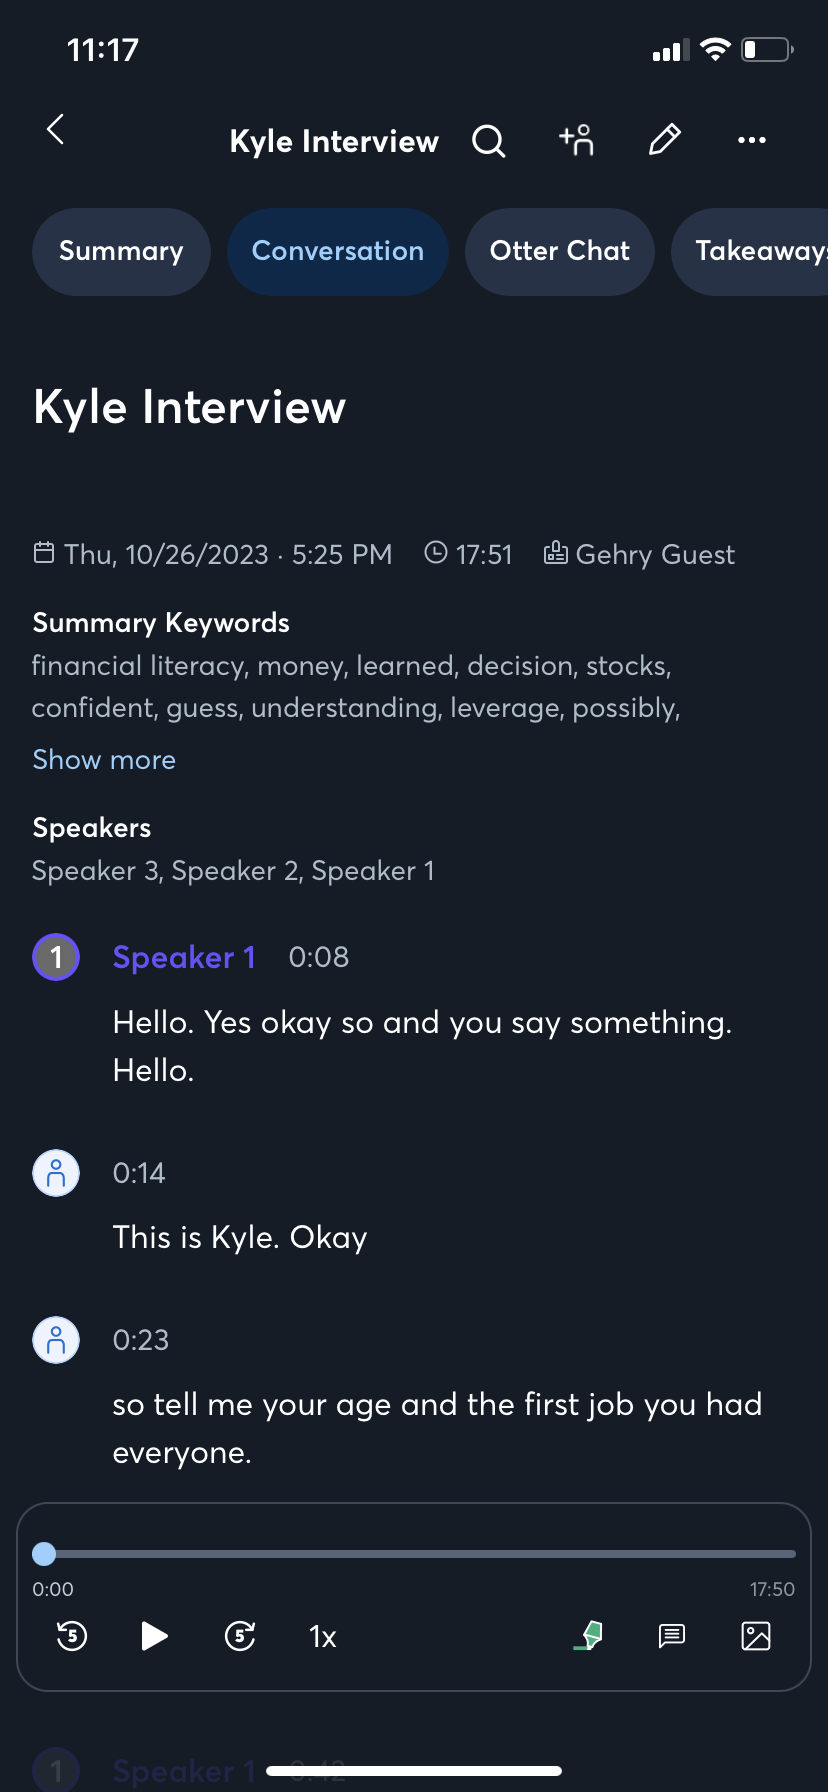 11:17
Kyle Interview
Summary
Conversation
Otter Chat
Takeaways
Kyle Interview
Thu, 10/26/2023 · 5:25 PM 17:51 Gehry Guest
Summary Keywords
financial literacy, money, learned, decision, stocks,
confident, guess, understanding, leverage, possibly,
Show more
Speakers
Speaker 3, Speaker 2, Speaker 1
1 Speaker 1 0:08
Hello. Yes okay so and you say something.
Hello.
0:14
This is Kyle. Okay
0:23
so tell me your age and the first job you had
everyone.
0:00 17:50
5 5 1x
1 Speaker 1 0:42